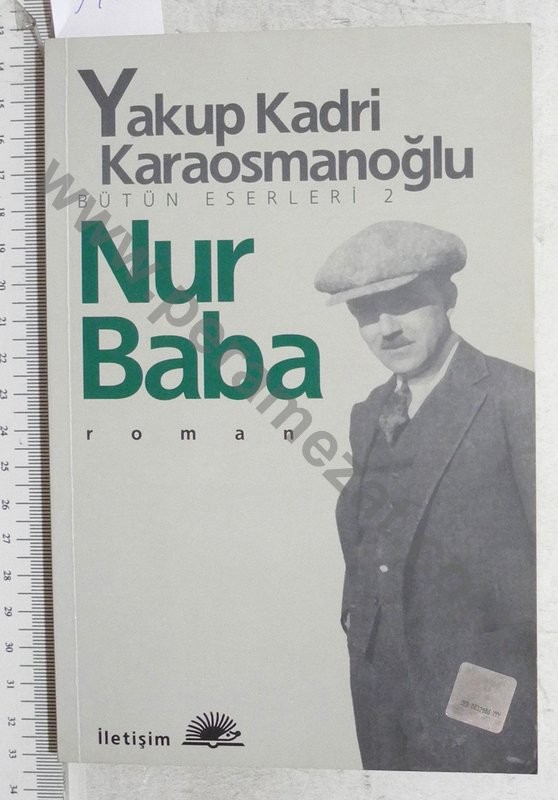 Yakup Kadri
Karaosmanoğlu
BÜTÜN ESERLERİ 2
Nur
Baba
roman
İletişim